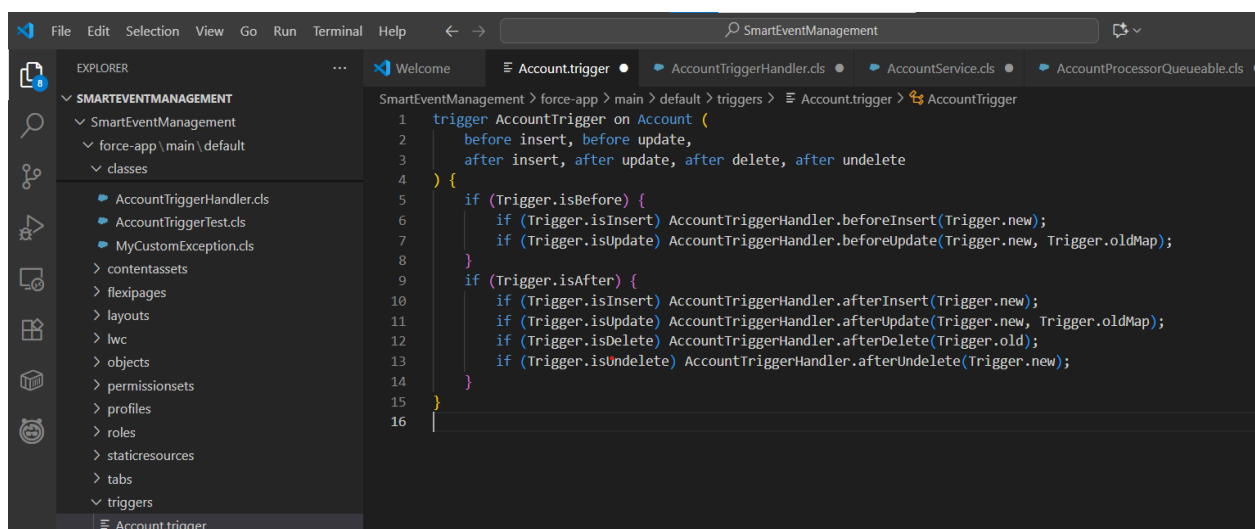 File Edit Selection View Go Run Terminal Help
SmartEventManagement
8
EXPLORER
SMARTEVENTMANAGEMENT
SmartEventManagement
force-app\main\default
classes
AccountTriggerHandler.cls
AccountTriggerTest.cls
MyCustomException.cls
contentassets
flexipages
layouts
lwc
objects
permissionsets
profiles
roles
staticresources
tabs
triggers
Account.trigger
Welcome Account.trigger AccountTriggerHandler.cls AccountService.cls AccountProcessorQueueable.cls
SmartEventManagement > force-app > main > default > triggers > Account.trigger > AccountTrigger
1 trigger AccountTrigger on Account (
2 before insert, before update,
3 after insert, after update, after delete, after undelete
4 ) {
5 if (Trigger.isBefore) {
6 if (Trigger.isInsert) AccountTriggerHandler.beforeInsert(Trigger.new);
7 if (Trigger.isUpdate) AccountTriggerHandler.beforeUpdate(Trigger.new, Trigger.oldMap);
8 }
9 if (Trigger.isAfter) {
10 if (Trigger.isInsert) AccountTriggerHandler.afterInsert(Trigger.new);
11 if (Trigger.isUpdate) AccountTriggerHandler.afterUpdate(Trigger.new, Trigger.oldMap);
12 if (Trigger.isDelete) AccountTriggerHandler.afterDelete(Trigger.old);
13 if (Trigger.isUndelete) AccountTriggerHandler.afterUndelete(Trigger.new);
14 }
15 }
16